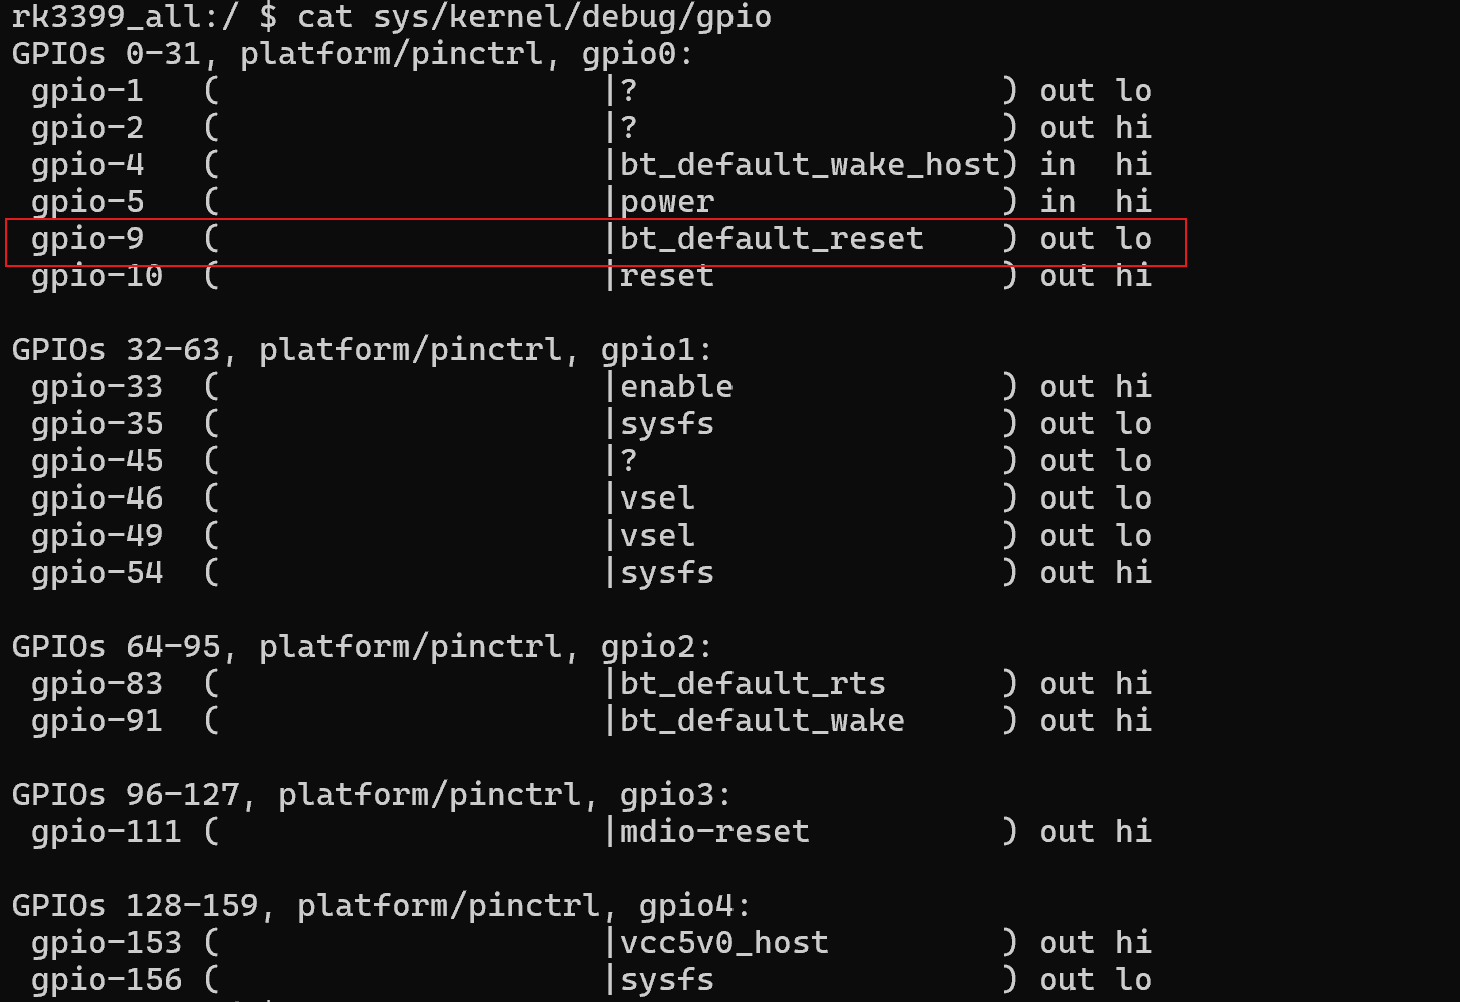 rk3399_all:/ $ cat sys/kernel/debug/gpio
GPIOs 0-31, platform/pinctrl, gpio0:
 gpio-1   (                    |?                   ) out lo
 gpio-2   (                    |?                   ) out hi
 gpio-4   (                    |bt_default_wake_host) in  hi
 gpio-5   (                    |power               ) in  hi
 gpio-9   (                    |bt_default_reset    ) out lo
 gpio-10  (                    |reset               ) out hi

GPIOs 32-63, platform/pinctrl, gpio1:
 gpio-33  (                    |enable              ) out hi
 gpio-35  (                    |sysfs               ) out lo
 gpio-45  (                    |?                   ) out lo
 gpio-46  (                    |vsel                ) out lo
 gpio-49  (                    |vsel                ) out lo
 gpio-54  (                    |sysfs               ) out hi

GPIOs 64-95, platform/pinctrl, gpio2:
 gpio-83  (                    |bt_default_rts      ) out hi
 gpio-91  (                    |bt_default_wake     ) out hi

GPIOs 96-127, platform/pinctrl, gpio3:
 gpio-111 (                    |mdio-reset          ) out hi

GPIOs 128-159, platform/pinctrl, gpio4:
 gpio-153 (                    |vcc5v0_host         ) out hi
 gpio-156 (                    |sysfs               ) out lo